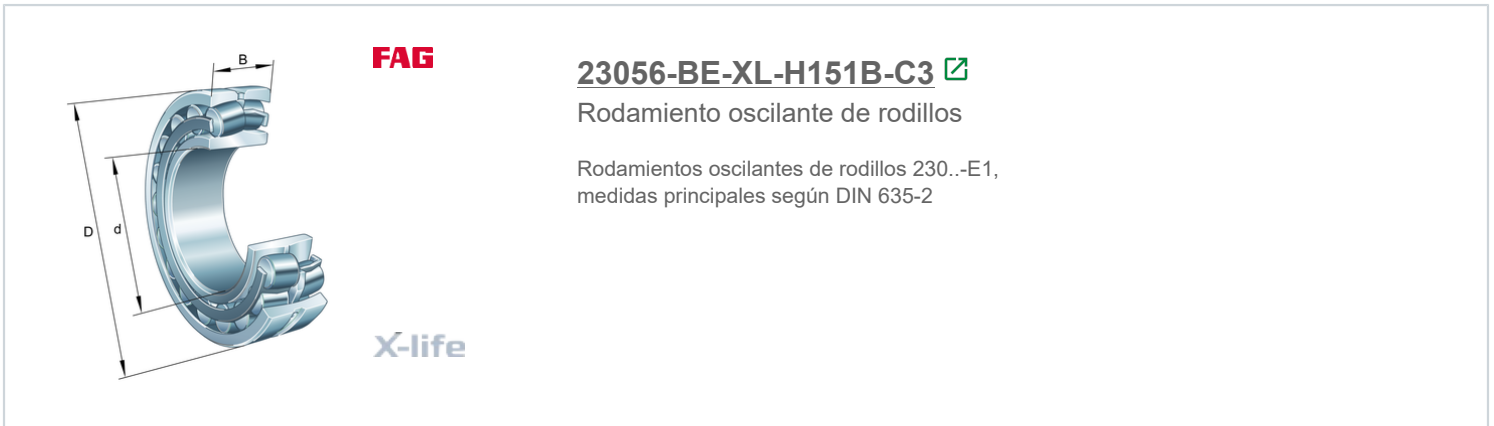 B
FAG
D
d
X-life
23056-BE-XL-H151B-C3
Rodamiento oscilante de rodillos
Rodamientos oscilantes de rodillos 230..-E1,
medidas principales según DIN 635-2